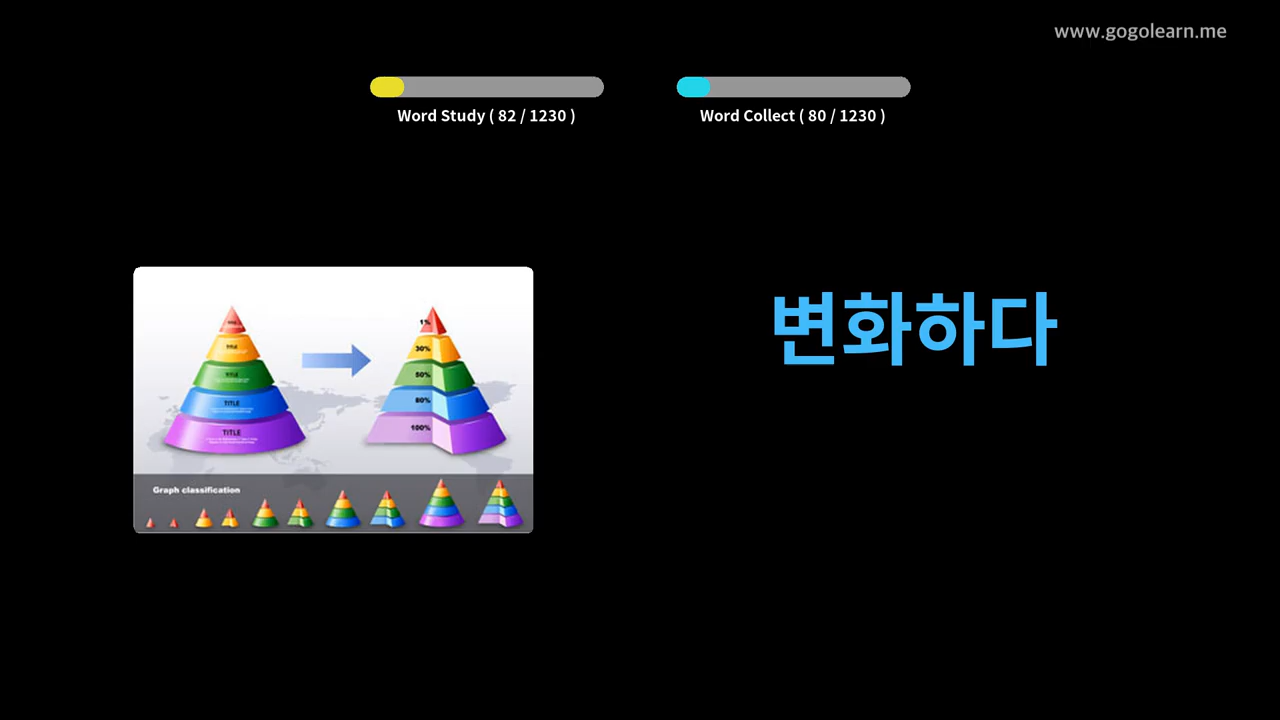 www.gogolearn.me
Word Study ( 82 / 1230 )
Word Collect ( 80 / 1230 )
변화하다
TITLE
TITLE
TITLE
1%
30%
50%
80%
100%
Graph classification